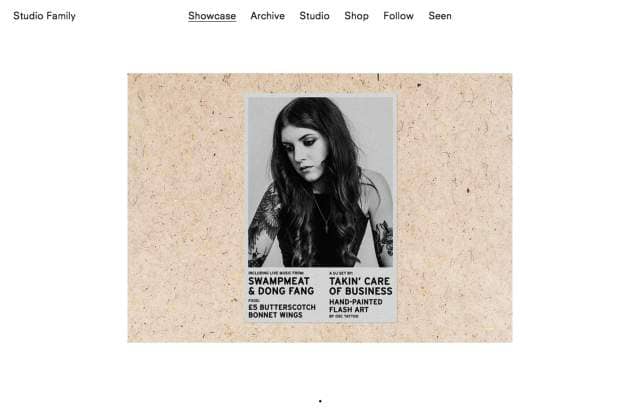 Studio Family
Showcase
Archive
Studio
Shop
Follow
Seen
INCLUDING LIVE MUSIC FROM:
SWAMPMEAT
& DONG FANG
FOOD:
£5 BUTTERSCOTCH
BONNET WINGS
A DJ SET BY:
TAKIN' CARE
OF BUSINESS
HAND-PAINTED
FLASH ART
BY OSC TATTOO